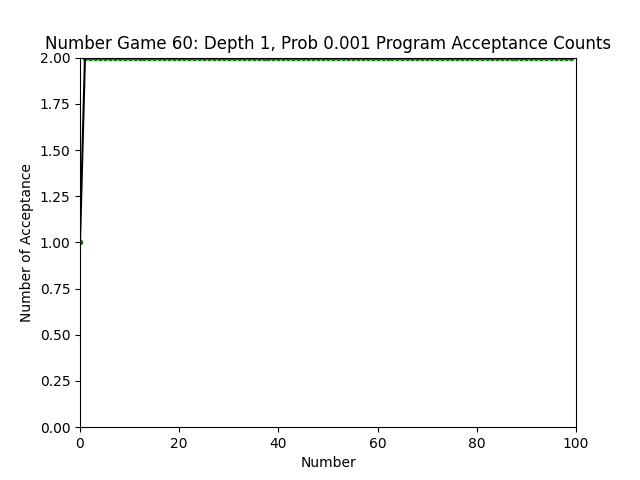 Number Game 60: Depth 1, Prob 0.001 Program Acceptance Counts
2.00
1.75
1.50
1.25
1.00
0.75
0.50
0.25
0.00
Number of Acceptance
0 20 40 60 80 100
Number